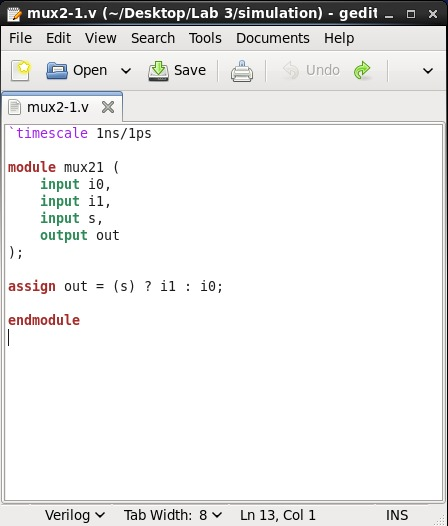 mux2-1.v (~/Desktop/Lab 3/simulation) - gedit
File Edit View Search Tools Documents Help
Open Save Undo
mux2-1.v
`timescale 1ns/1ps
module mux21 (
    input i0,
    input i1,
    input s,
    output out
);
assign out = (s) ? i1 : i0;
endmodule
Verilog Tab Width: 8 Ln 13, Col 1 INS